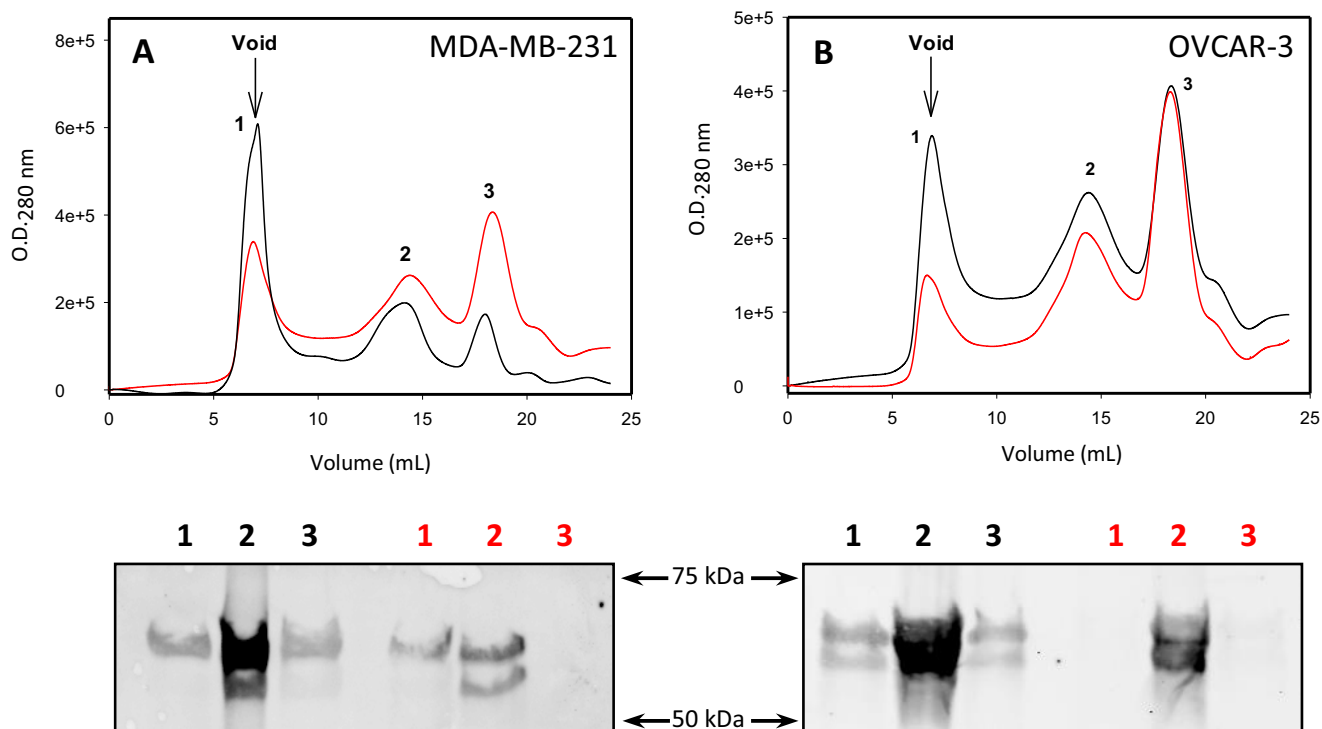 A
Void
MDA-MB-231
8e+5
6e+5
4e+5
2e+5
0
O.D.280 nm
1
2
3
0 5 10 15 20 25
Volume (mL)
B
Void
OVCAR-3
5e+5
4e+5
3e+5
2e+5
1e+5
0
O.D.280 nm
1
2
3
0 5 10 15 20 25
Volume (mL)
1 2 3 1 2 3
1 2 3 1 2 3
75 kDa
50 kDa